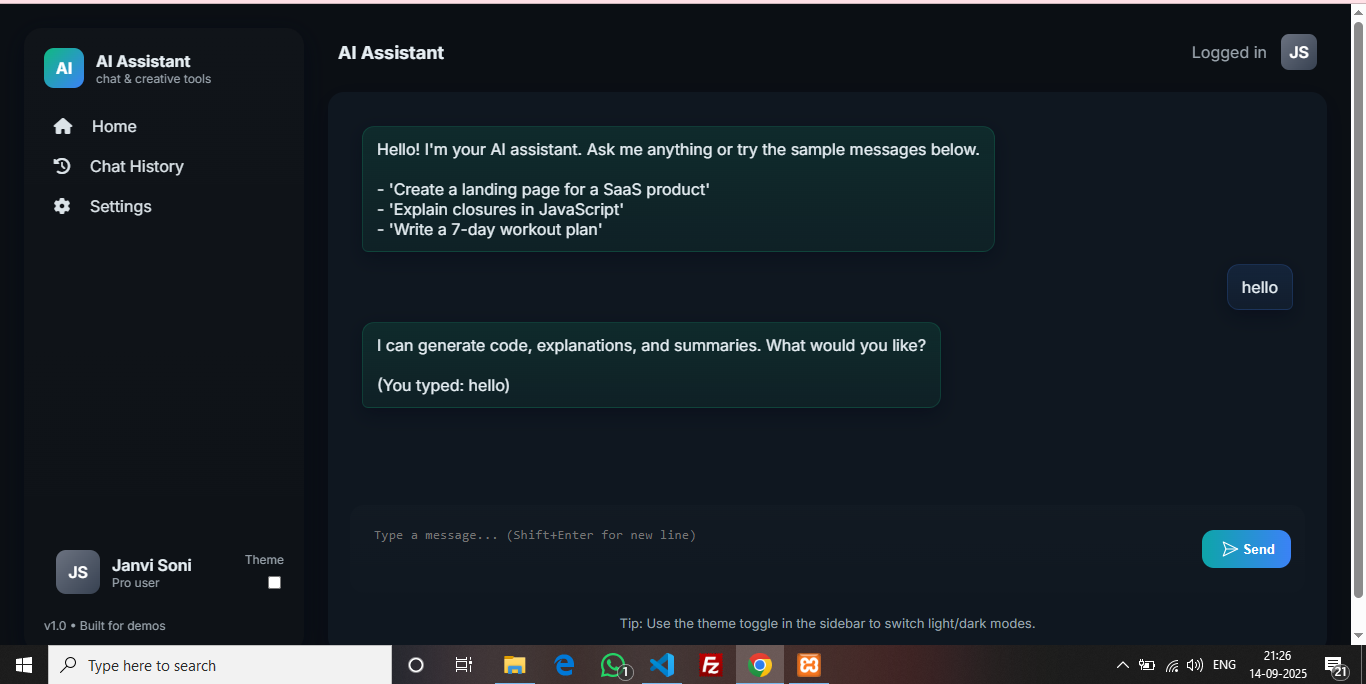 AI
AI Assistant
chat & creative tools
Home
Chat History
Settings
Janvi Soni
Pro user
JS
Theme
v1.0 • Built for demos
AI Assistant
Logged in
JS
Hello! I'm your AI assistant. Ask me anything or try the sample messages below.
- 'Create a landing page for a SaaS product'
- 'Explain closures in JavaScript'
- 'Write a 7-day workout plan'
hello
I can generate code, explanations, and summaries. What would you like?
(You typed: hello)
Type a message... (Shift+Enter for new line)
Send
Tip: Use the theme toggle in the sidebar to switch light/dark modes.
Type here to search
1
Fz
ENG
21:26
14-09-2025
21